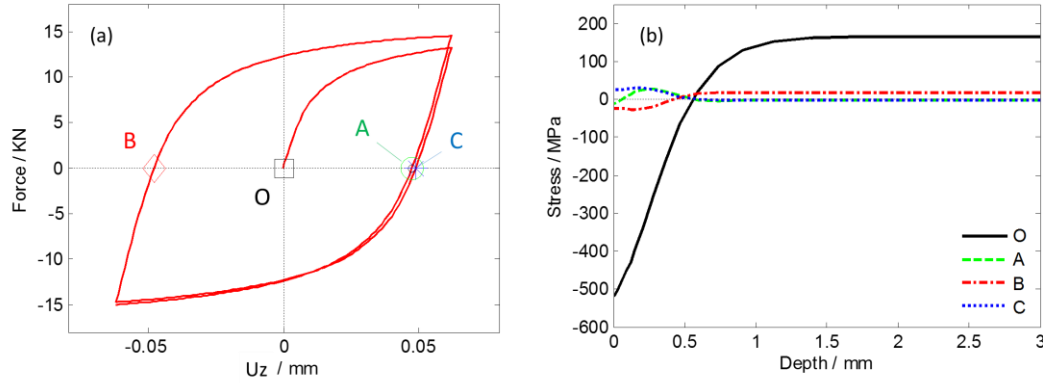 (a)
15
10
5
0
-5
-10
-15
Force / KN
B
A
C
O
-0.05
0
0.05
Uz / mm
(b)
200
100
0
-100
-200
-300
-400
-500
-600
Stress / MPa
O
A
B
C
0
0.5
1
1.5
2
2.5
3
Depth / mm